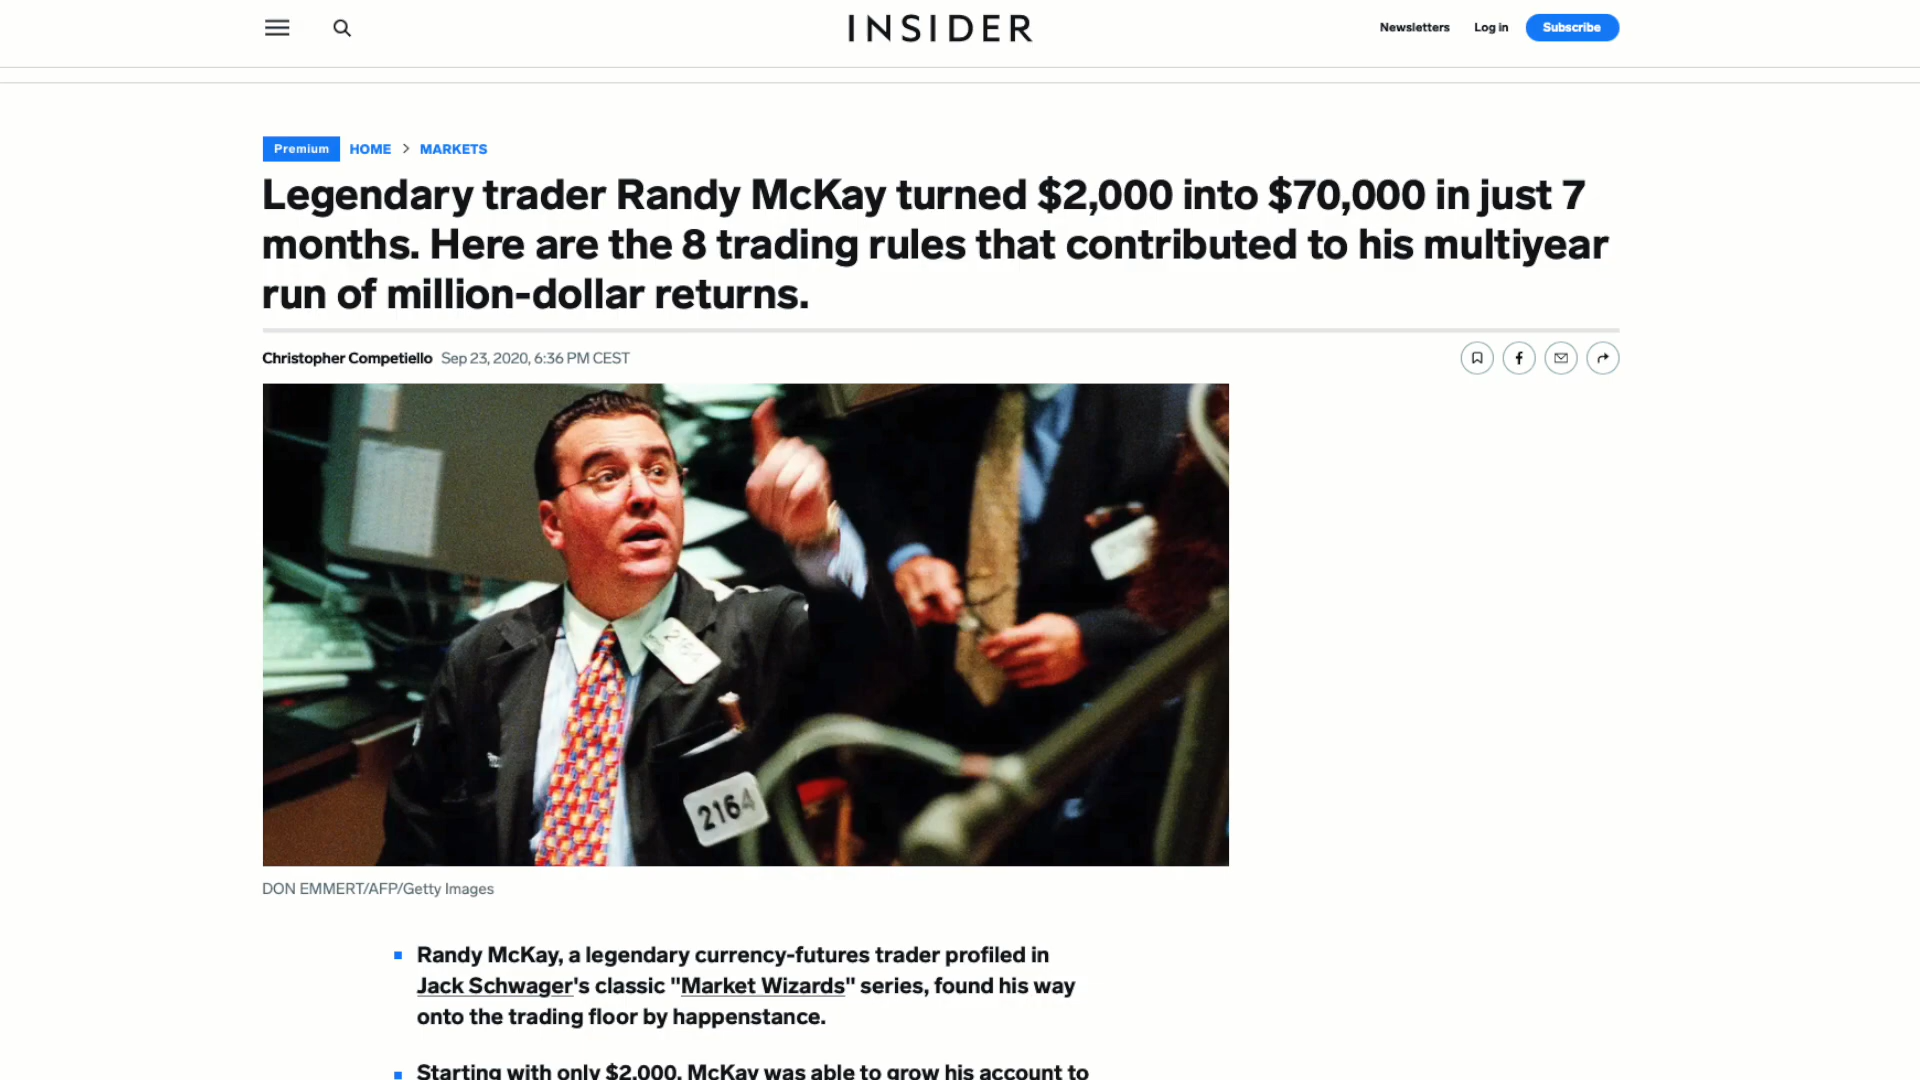 INSIDER
Newsletters
Log in
Subscribe
Premium
HOME > MARKETS
Legendary trader Randy McKay turned $2,000 into $70,000 in just 7
months. Here are the 8 trading rules that contributed to his multiyear
run of million-dollar returns.
Christopher Competiello Sep 23, 2020, 6:36 PM CEST
2164
2164
DON EMMERT/AFP/Getty Images
Randy McKay, a legendary currency-futures trader profiled in
Jack Schwager's classic "Market Wizards" series, found his way
onto the trading floor by happenstance.
Starting with only $2,000, McKay was able to grow his account to